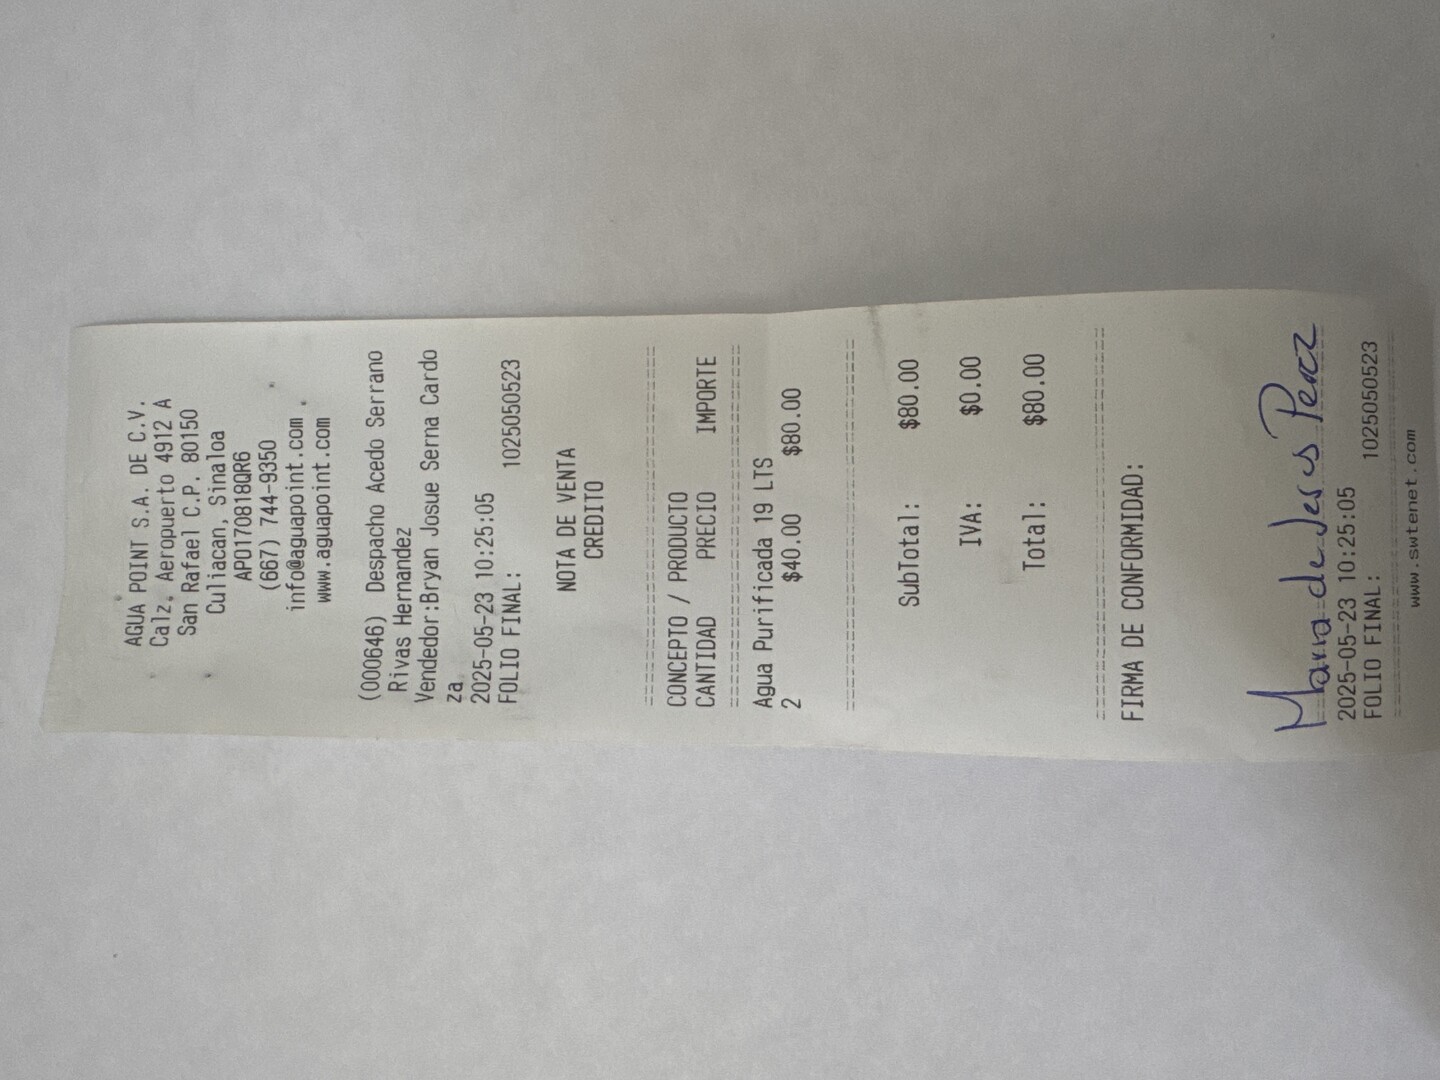 AGUA POINT S.A. DE C.V.
Calz. Aeropuerto 4912 A
San Rafael C.P. 80150
Culiacan, Sinaloa
APO170818QR6
(667) 744-9350
info@aguapoint.com
www.aguapoint.com
(000646) Despacho Acedo Serrano
Rivas Hernandez
Vendedor:Bryan Josue Serna Cardo
za
2025-05-23 10:25:05
FOLIO FINAL: 1025050523
NOTA DE VENTA
CREDITO
CONCEPTO / PRODUCTO
CANTIDAD PRECIO IMPORTE
Agua Purificada 19 LTS
2 $40.00 $80.00
SubTotal: $80.00
IVA: $0.00
Total: $80.00
FIRMA DE CONFORMIDAD:
Maria de Jesus Perez
2025-05-23 10:25:05
FOLIO FINAL: 1025050523
www.swtenet.com